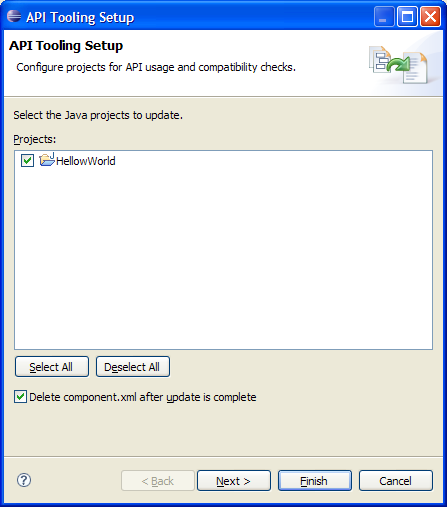 API Tooling Setup
API Tooling Setup
Configure projects for API usage and compatibility checks.
Select the Java projects to update.
Projects:
HellowWorld
Select All Deselect All
Delete component.xml after update is complete
? < Back Next > Finish Cancel